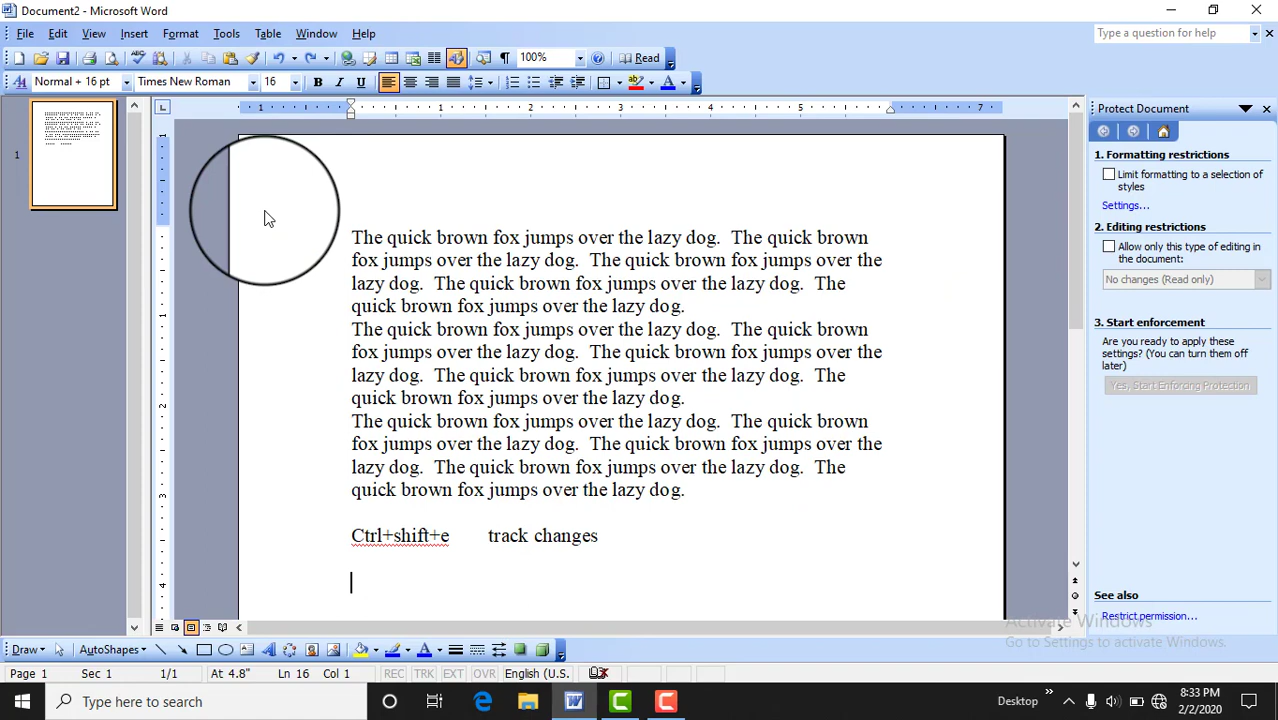 Document2 - Microsoft Word
File Edit View Insert Format Tools Table Window Help
Type a question for help
100%
Read
Normal + 16 pt
Times New Roman
16
B I U
1 1 2 3 4 5 7
Protect Document
1
1. Formatting restrictions
Limit formatting to a selection of
styles
Settings...
2. Editing restrictions
Allow only this type of editing in
the document:
No changes (Read only)
3. Start enforcement
Are you ready to apply these
settings? (You can turn them off
later)
Yes, Start Enforcing Protection
See also
Restrict permission...
The quick brown fox jumps over the lazy dog.  The quick brown
fox jumps over the lazy dog.  The quick brown fox jumps over the
lazy dog.  The quick brown fox jumps over the lazy dog.  The
quick brown fox jumps over the lazy dog.
The quick brown fox jumps over the lazy dog.  The quick brown
fox jumps over the lazy dog.  The quick brown fox jumps over the
lazy dog.  The quick brown fox jumps over the lazy dog.  The
quick brown fox jumps over the lazy dog.
The quick brown fox jumps over the lazy dog.  The quick brown
fox jumps over the lazy dog.  The quick brown fox jumps over the
lazy dog.  The quick brown fox jumps over the lazy dog.  The
quick brown fox jumps over the lazy dog.
Ctrl+shift+e track changes
Activate Windows
Go to Settings to activate Windows.
Draw AutoShapes
Page 1 Sec 1 1/1 At 4.8" Ln 16 Col 1 REC TRK EXT OVR English (U.S.
Type here to search
Desktop
8:33 PM
2/2/2020